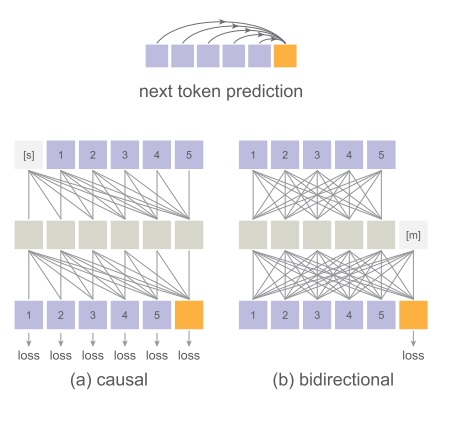 next token prediction
[s] 1 2 3 4 5
1 2 3 4 5
[m]
1 2 3 4 5
1 2 3 4 5
loss loss loss loss loss loss
loss
(a) causal
(b) bidirectional